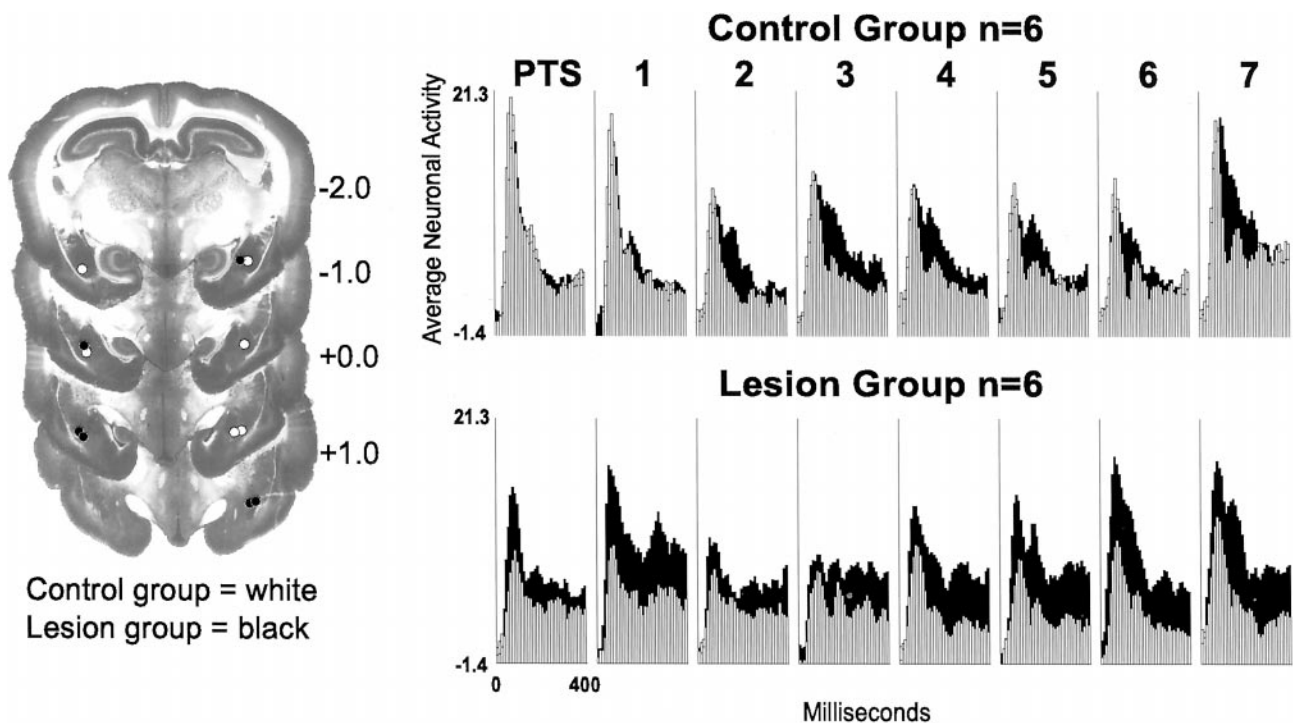 Control Group n=6
PTS 1 2 3 4 5 6 7
21.3
Average Neuronal Activity
-1.4
-2.0
-1.0
+0.0
+1.0
Control group = white
Lesion group = black
Lesion Group n=6
21.3
-1.4
0 400
Milliseconds